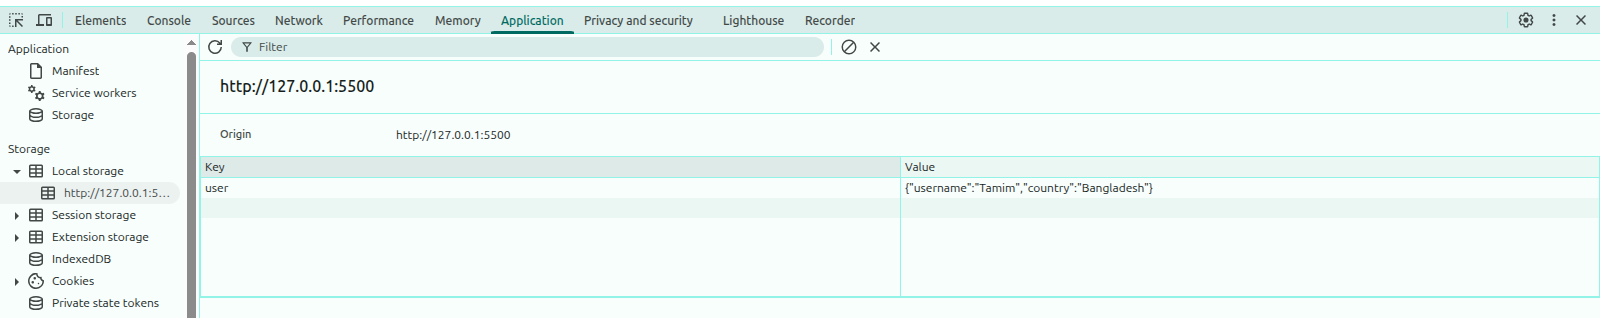 Elements Console Sources Network Performance Memory Application Privacy and security Lighthouse Recorder
Application
Manifest
Service workers
Storage
Storage
Local storage
http://127.0.0.1:5...
Session storage
Extension storage
IndexedDB
Cookies
Private state tokens
Filter
http://127.0.0.1:5500
Origin http://127.0.0.1:5500
Key Value
user {"username":"Tamim","country":"Bangladesh"}